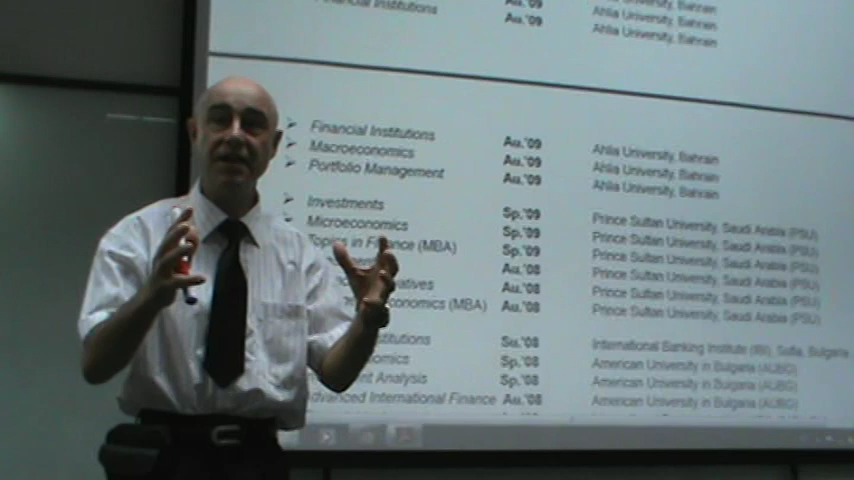 Financial Institutions Au.'09 Ahlia University, Bahrain
Au.'09 Ahlia University, Bahrain
Ahlia University, Bahrain
Financial Institutions Au.'09 Ahlia University, Bahrain
Macroeconomics Au.'09 Ahlia University, Bahrain
Portfolio Management Au.'09 Ahlia University, Bahrain
Investments Sp.'09 Prince Sultan University, Saudi Arabia (PSU)
Microeconomics Sp.'09 Prince Sultan University, Saudi Arabia (PSU)
Topics in Finance (MBA) Sp.'09 Prince Sultan University, Saudi Arabia (PSU)
Au.'08 Prince Sultan University, Saudi Arabia (PSU)
Au.'08 Prince Sultan University, Saudi Arabia (PSU)
(MBA) Au.'08 Prince Sultan University, Saudi Arabia (PSU)
Su.'08 International Banking Institute (IBI), Sofia, Bulgaria
Sp.'08 American University in Bulgaria (AUBG)
Analysis Sp.'08 American University in Bulgaria (AUBG)
Advanced International Finance Au.'08 American University in Bulgaria (AUBG)